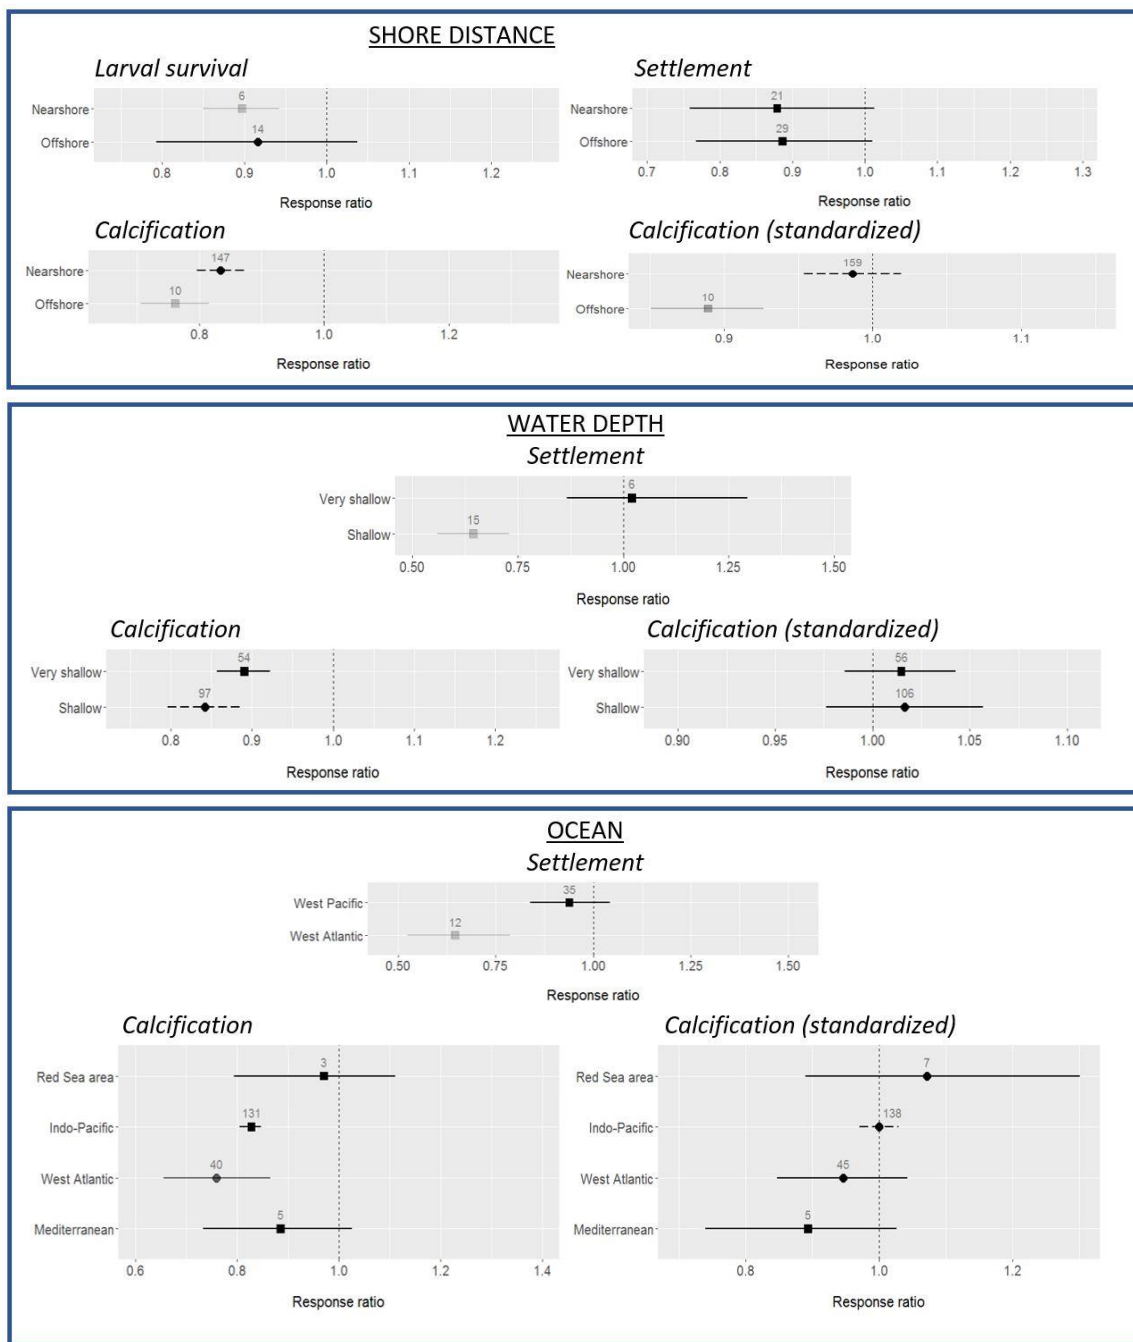 SHORE DISTANCE
Larval survival
Nearshore
6
Offshore
14
0.8 0.9 1.0 1.1 1.2
Response ratio
Settlement
Nearshore
21
Offshore
29
0.7 0.8 0.9 1.0 1.1 1.2 1.3
Response ratio
Calcification
Nearshore
147
Offshore
10
0.8 1.0 1.2
Response ratio
Calcification (standardized)
Nearshore
159
Offshore
10
0.9 1.0 1.1
Response ratio
WATER DEPTH
Settlement
Very shallow
6
Shallow
15
0.50 0.75 1.00 1.25 1.50
Response ratio
Calcification
Very shallow
54
Shallow
97
0.8 0.9 1.0 1.1 1.2
Response ratio
Calcification (standardized)
Very shallow
56
Shallow
106
0.90 0.95 1.00 1.05 1.10
Response ratio
OCEAN
Settlement
West Pacific
35
West Atlantic
12
0.50 0.75 1.00 1.25 1.50
Response ratio
Calcification
Red Sea area
3
Indo-Pacific
131
West Atlantic
40
Mediterranean
5
0.6 0.8 1.0 1.2 1.4
Response ratio
Calcification (standardized)
Red Sea area
7
Indo-Pacific
138
West Atlantic
45
Mediterranean
5
0.8 1.0 1.2
Response ratio